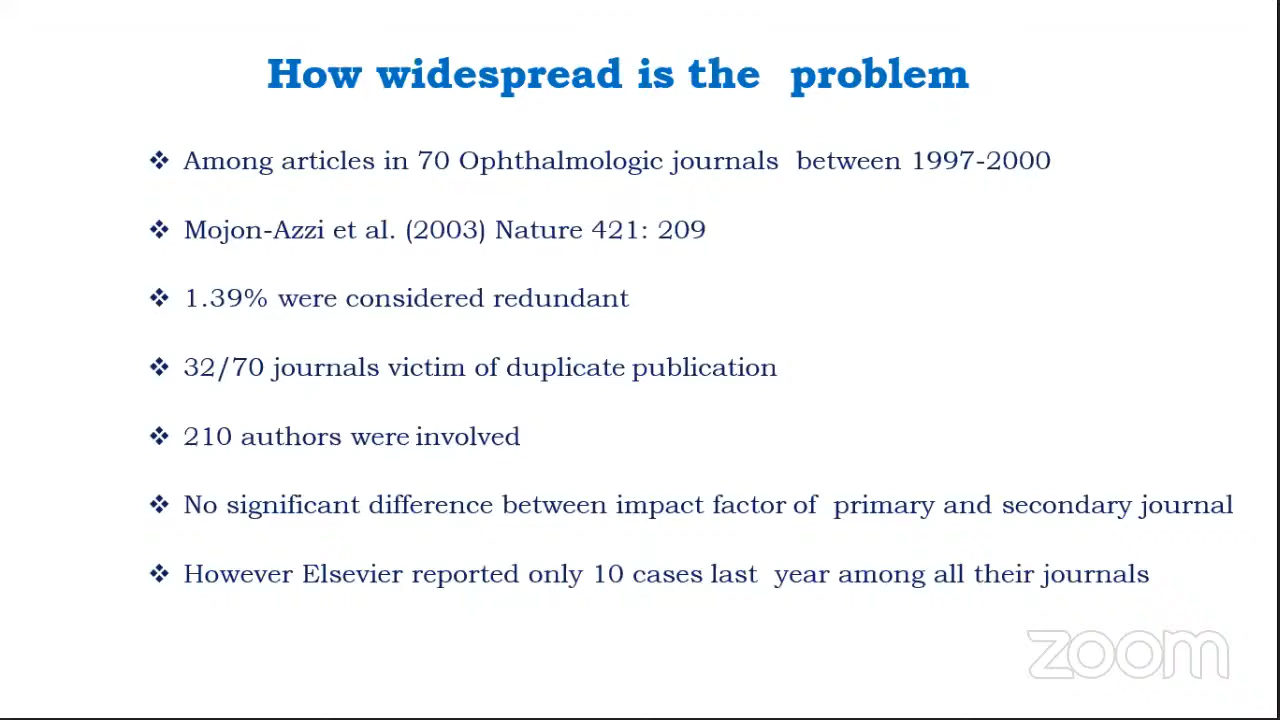 How widespread is the problem
❖ Among articles in 70 Ophthalmologic journals between 1997-2000
❖ Mojon-Azzi et al. (2003) Nature 421: 209
❖ 1.39% were considered redundant
❖ 32/70 journals victim of duplicate publication
❖ 210 authors were involved
❖ No significant difference between impact factor of primary and secondary journal
❖ However Elsevier reported only 10 cases last year among all their journals
zoom